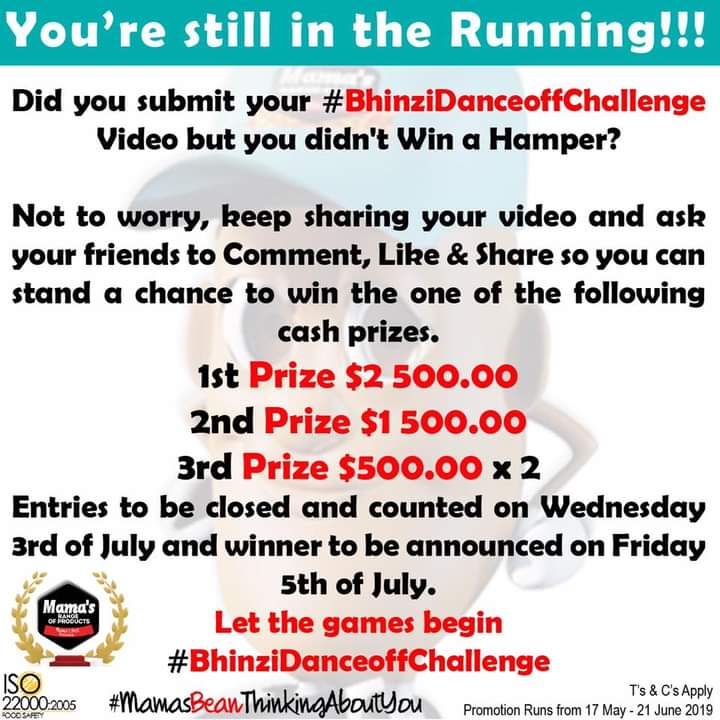 You're still in the Running!!!
Did you submit your #BhinziDanceoffChallenge
Video but you didn't Win a Hamper?
Not to worry, keep sharing your video and ask
your friends to Comment, Like & Share so you can
stand a chance to win the one of the following
cash prizes.
1st Prize $2 500.00
2nd Prize $1 500.00
3rd Prize $500.00 x 2
Entries to be closed and counted on Wednesday
3rd of July and winner to be announced on Friday
5th of July.
Let the games begin
#BhinziDanceoffChallenge
Mama's
RANGE
OF PRODUCTS
ISO
22000:2005
FOOD SAFETY
#MamasBeanThinkingAboutYou
T's & C's Apply
Promotion Runs from 17 May - 21 June 2019